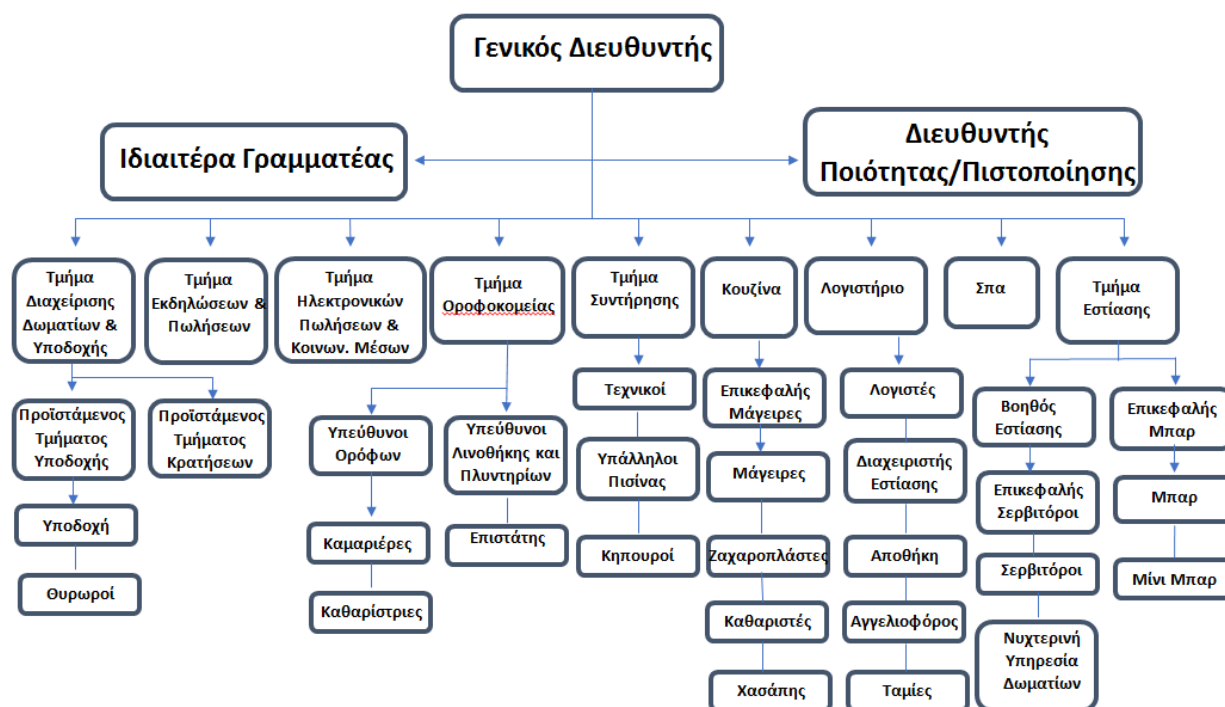 Γενικός Διευθυντής
Ιδιαιτέρα Γραμματέας
Διευθυντής
Ποιότητας/Πιστοποίησης
Τμήμα
Διαχείρισης
Δωματίων &
Υποδοχής
Τμήμα
Εκδηλώσεων &
Πωλήσεων
Τμήμα
Ηλεκτρονικών
Πωλήσεων &
Κοινων. Μέσων
Τμήμα
Οροφοκομείας
Τμήμα
Συντήρησης
Κουζίνα
Λογιστήριο
Σπα
Τμήμα
Εστίασης
Προϊστάμενος
Τμήματος
Υποδοχής
Προϊστάμενος
Τμήματος
Κρατήσεων
Υπεύθυνοι
Ορόφων
Υπεύθυνοι
Λινοθήκης και
Πλυντηρίων
Τεχνικοί
Επικεφαλής
Μάγειρες
Λογιστές
Βοηθός
Εστίασης
Επικεφαλής
Μπαρ
Υπάλληλοι
Πισίνας
Μάγειρες
Διαχειριστής
Εστίασης
Επικεφαλής
Σερβιτόροι
Μπαρ
Υποδοχή
Καμαριέρες
Επιστάτης
Κηπουροί
Ζαχαροπλάστες
Αποθήκη
Σερβιτόροι
Μίνι Μπαρ
Θυρωροί
Καθαρίστριες
Καθαριστές
Αγγελιοφόρος
Νυχτερινή
Υπηρεσία
Δωματίων
Χασάπης
Ταμίες